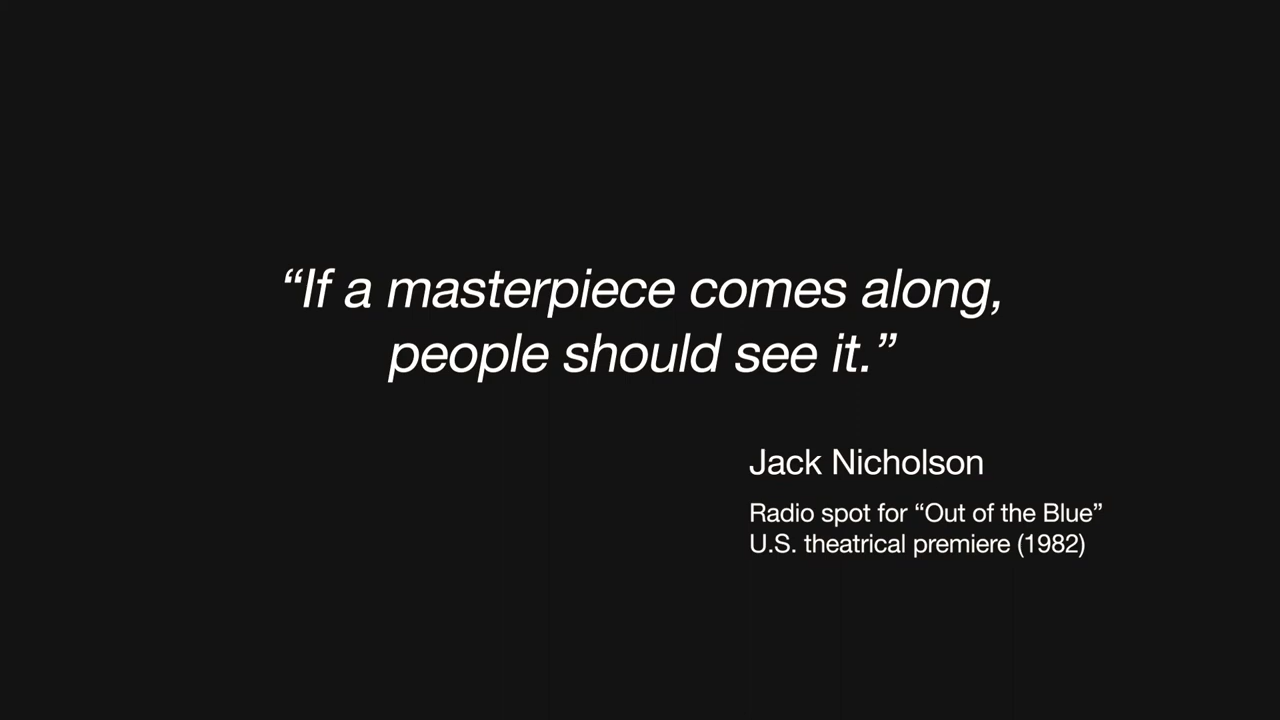 “If a masterpiece comes along,
people should see it.”
Jack Nicholson
Radio spot for “Out of the Blue”
U.S. theatrical premiere (1982)